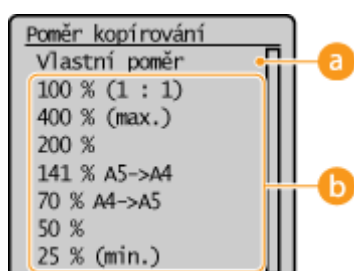 Poměr kopírování
Vlastní poměr
a
100 % (1 : 1)
400 % (max.)
200 %
141 % A5->A4
b
70 % A4->A5
50 %
25 % (min.)